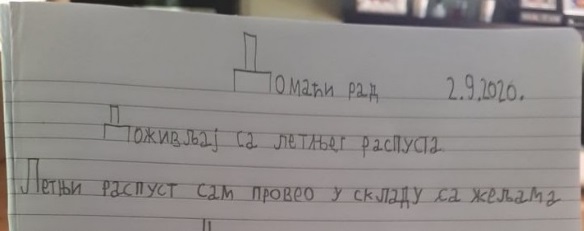 Домаћи рад 2.9.2020.
Доживљај са летњег распуста
Летњи распуст сам провео у складу са жељама